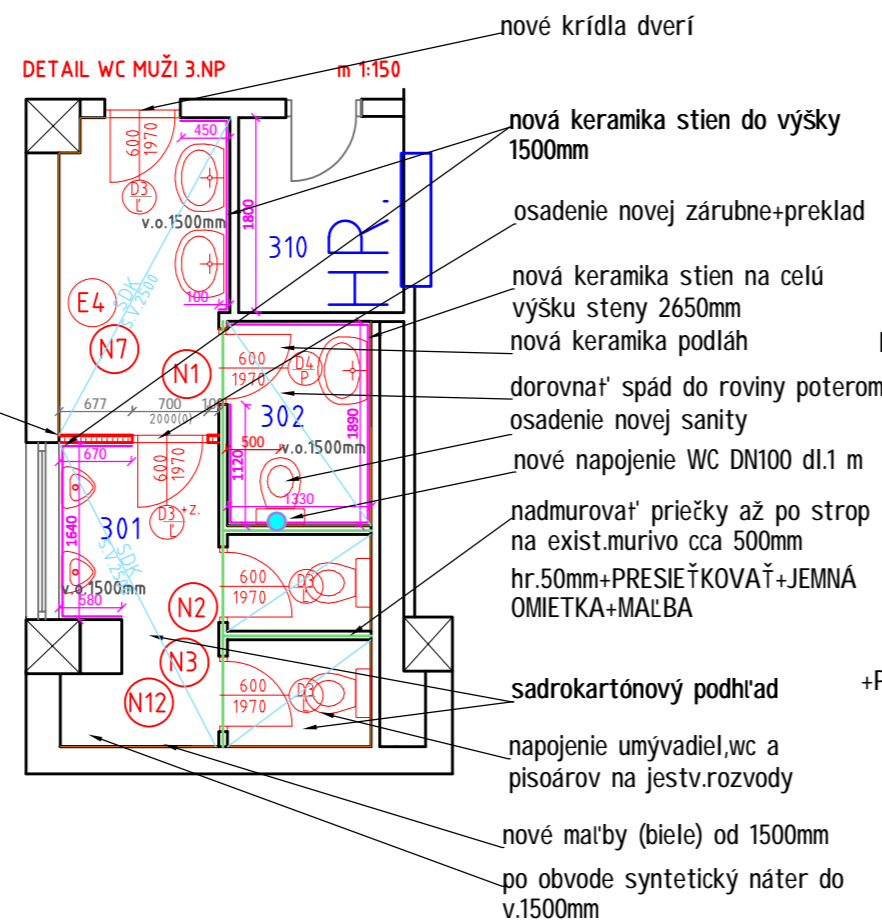 nové krídla dverí
DETAIL WC MUŽI 3.NP
m 1:150
nová keramika stien do výšky
1500mm
osadenie novej zárubne+preklad
nová keramika stien na celú
výšku steny 2650mm
nová keramika podláh
dorovnať spád do roviny poterom
osadenie novej sanity
nové napojenie WC DN100 dl.1 m
nadmurovať priečky až po strop
na exist.murivo cca 500mm
hr.50mm+PRESIEŤKOVAŤ+JEMNÁ
OMIETKA+MAĽBA
sadrokartónový podhľad
+P
napojenie umývadiel,wc a
pisoárov na jestv.rozvody
nové maľby (biele) od 1500mm
po obvode syntetický náter do
v.1500mm
450
600
1970
D3
Ľ
v.o.1500mm
1800
310
HR.
SDK
s.v.2500
100
E4
N7
N1
600
1970
D4
P
302
677
700
100
2000(0)
670
600
1970
500
v.o.1500mm
1890
1120
1330
D3
Ľ
+Z.
301
1640
SDK
s.v.2500
v.o.1500mm
580
N2
600
1970
D3
Ľ
N3
N12
600
1970
D3
Ľ